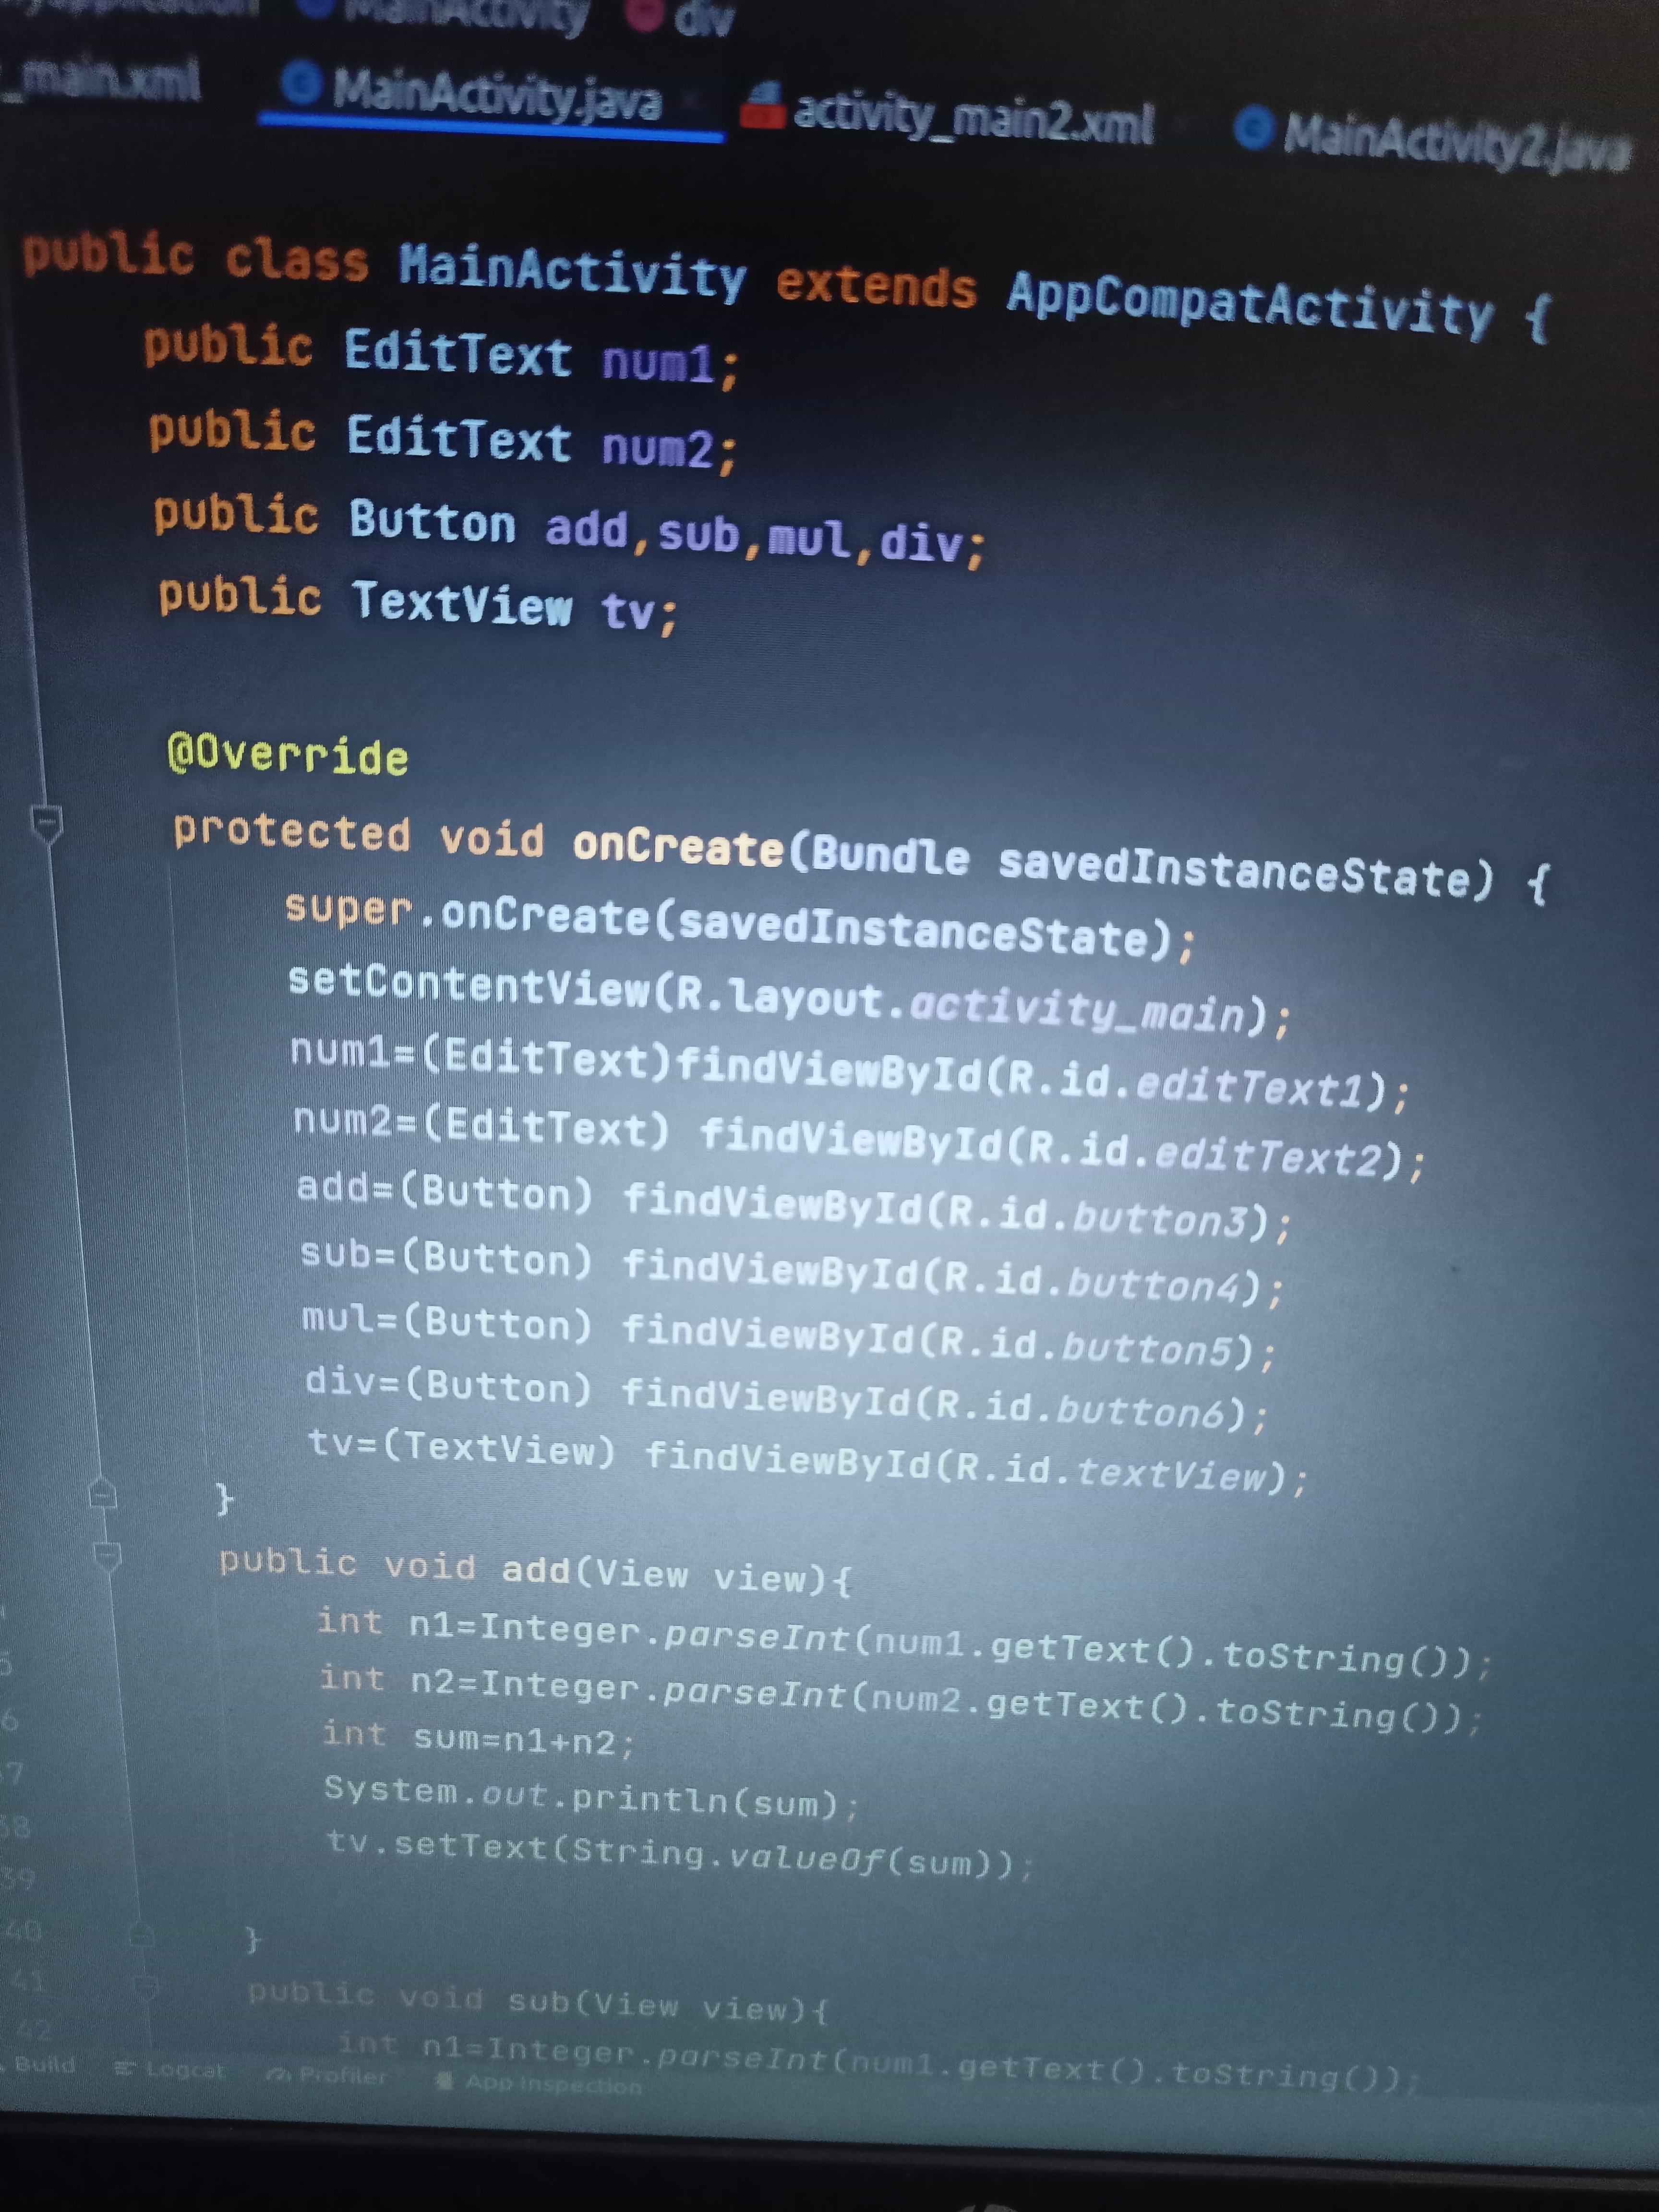 MainActivity div
_main.xml MainActivity.java activity_main2.xml MainActivity2.java
public class MainActivity extends AppCompatActivity {
public EditText num1;
public EditText num2;
public Button add,sub,mul,div;
public TextView tv;
@Override
protected void onCreate(Bundle savedInstanceState) {
super.onCreate(savedInstanceState);
setContentView(R.layout.activity_main);
num1=(EditText)findViewById(R.id.editText1);
num2=(EditText) findViewById(R.id.editText2);
add=(Button) findViewById(R.id.button3);
sub=(Button) findViewById(R.id.button4);
mul=(Button) findViewById(R.id.button5);
div=(Button) findViewById(R.id.button6);
tv=(TextView) findViewById(R.id.textView);
}
public void add(View view){
int n1=Integer.parseInt(num1.getText().toString());
int n2=Integer.parseInt(num2.getText().toString());
int sum=n1+n2;
System.out.println(sum);
38 tv.setText(String.valueOf(sum));
39
40 }
41 public void sub(View view){
42 int n1=Integer.parseInt(num1.getText().toString());
Build Logcat Profiler App Inspection